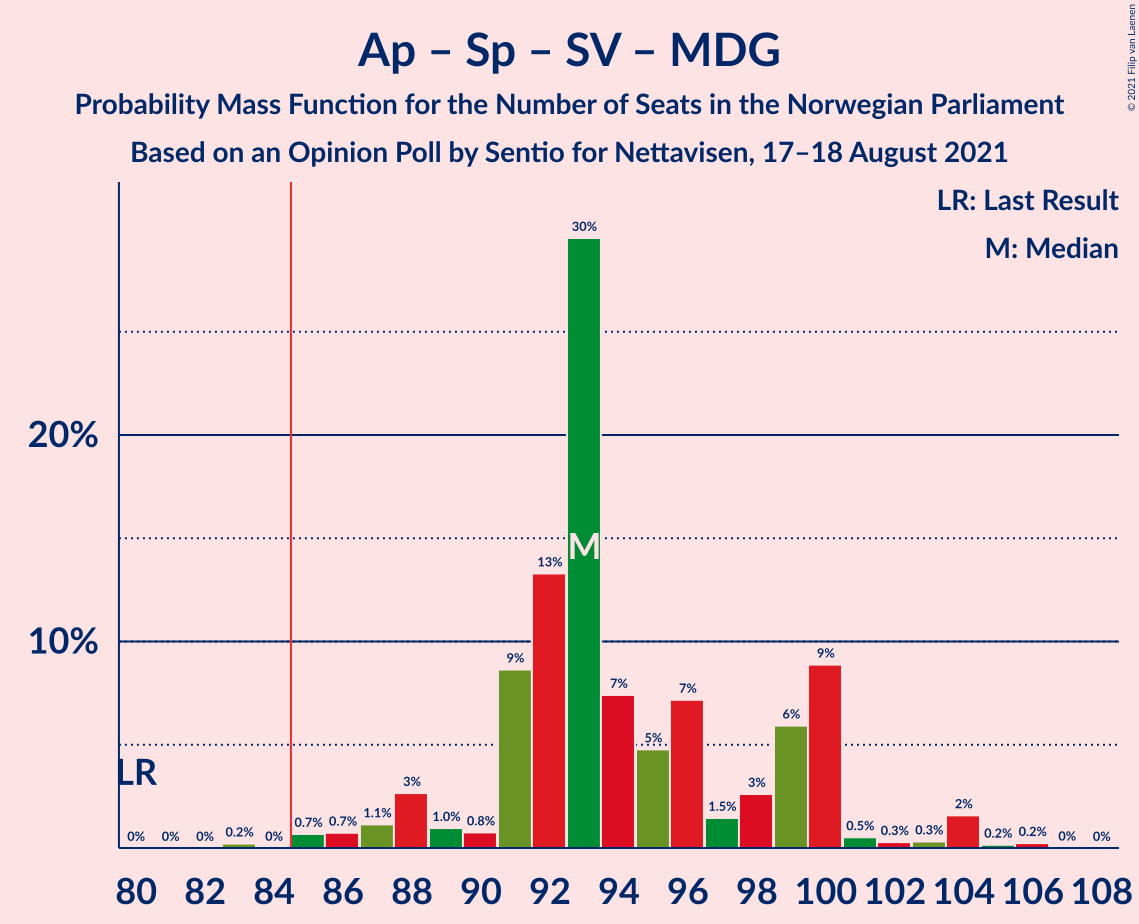 Ap – Sp – SV – MDG
Probability Mass Function for the Number of Seats in the Norwegian Parliament
Based on an Opinion Poll by Sentio for Nettavisen, 17–18 August 2021
© 2021 Filip van Laenen
LR: Last Result
M: Median
20%
10%
LR
M
0% 0% 0% 0.2% 0% 0.7% 0.7% 1.1% 3% 1.0% 0.8% 9% 13% 30% 7% 5% 7% 1.5% 3% 6% 9% 0.5% 0.3% 0.3% 2% 0.2% 0.2% 0% 0%
80 82 84 86 88 90 92 94 96 98 100 102 104 106 108